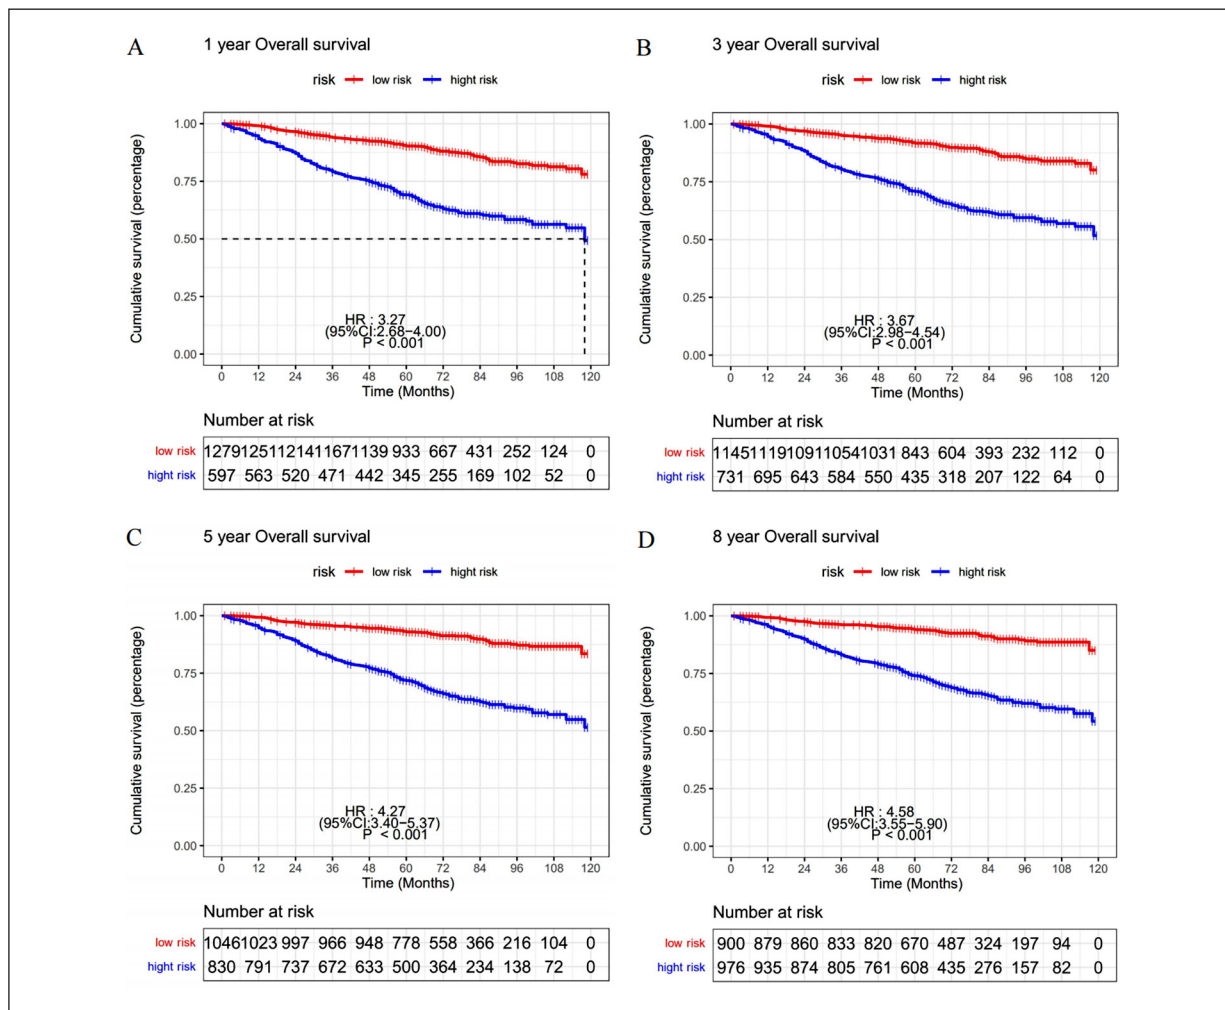 A
1 year Overall survival
risk low risk hight risk
Cumulative survival (percentage)
1.00
0.75
0.50
0.25
0.00
HR : 3.27
(95%CI:2.68−4.00)
P < 0.001
0 12 24 36 48 60 72 84 96 108 120
Time (Months)
Number at risk
low risk 1279 1251 1214 1167 1139 933 667 431 252 124 0
hight risk 597 563 520 471 442 345 255 169 102 52 0
B
3 year Overall survival
risk low risk hight risk
Cumulative survival (percentage)
1.00
0.75
0.50
0.25
0.00
HR : 3.67
(95%CI:2.98−4.54)
P < 0.001
0 12 24 36 48 60 72 84 96 108 120
Time (Months)
Number at risk
low risk 1145 1119 1091 1054 1031 843 604 393 232 112 0
hight risk 731 695 643 584 550 435 318 207 122 64 0
C
5 year Overall survival
risk low risk hight risk
Cumulative survival (percentage)
1.00
0.75
0.50
0.25
0.00
HR : 4.27
(95%CI:3.40−5.37)
P < 0.001
0 12 24 36 48 60 72 84 96 108 120
Time (Months)
Number at risk
low risk 1046 1023 997 966 948 778 558 366 216 104 0
hight risk 830 791 737 672 633 500 364 234 138 72 0
D
8 year Overall survival
risk low risk hight risk
Cumulative survival (percentage)
1.00
0.75
0.50
0.25
0.00
HR : 4.58
(95%CI:3.55−5.90)
P < 0.001
0 12 24 36 48 60 72 84 96 108 120
Time (Months)
Number at risk
low risk 900 879 860 833 820 670 487 324 197 94 0
hight risk 976 935 874 805 761 608 435 276 157 82 0